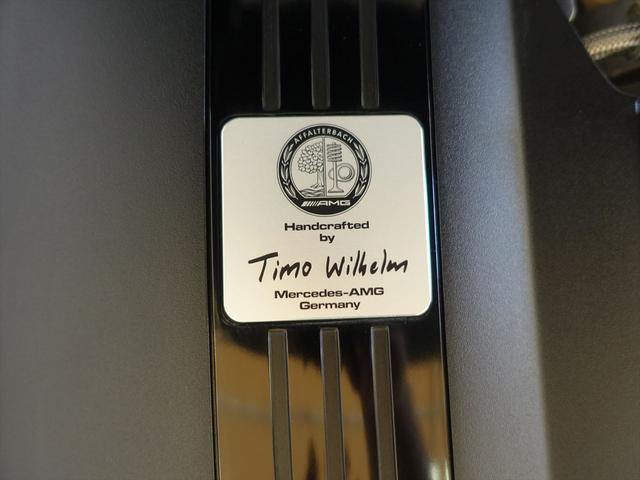 AFFALTERBACH
AMG
Handcrafted
by
Timo Wilhelm
Mercedes-AMG
Germany